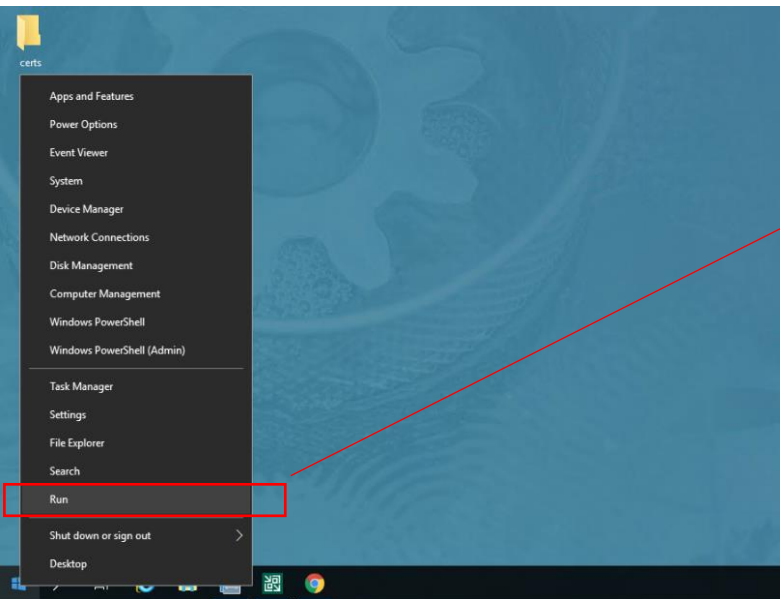 certs
Apps and Features
Power Options
Event Viewer
System
Device Manager
Network Connections
Disk Management
Computer Management
Windows PowerShell
Windows PowerShell (Admin)
Task Manager
Settings
File Explorer
Search
Run
Shut down or sign out
Desktop